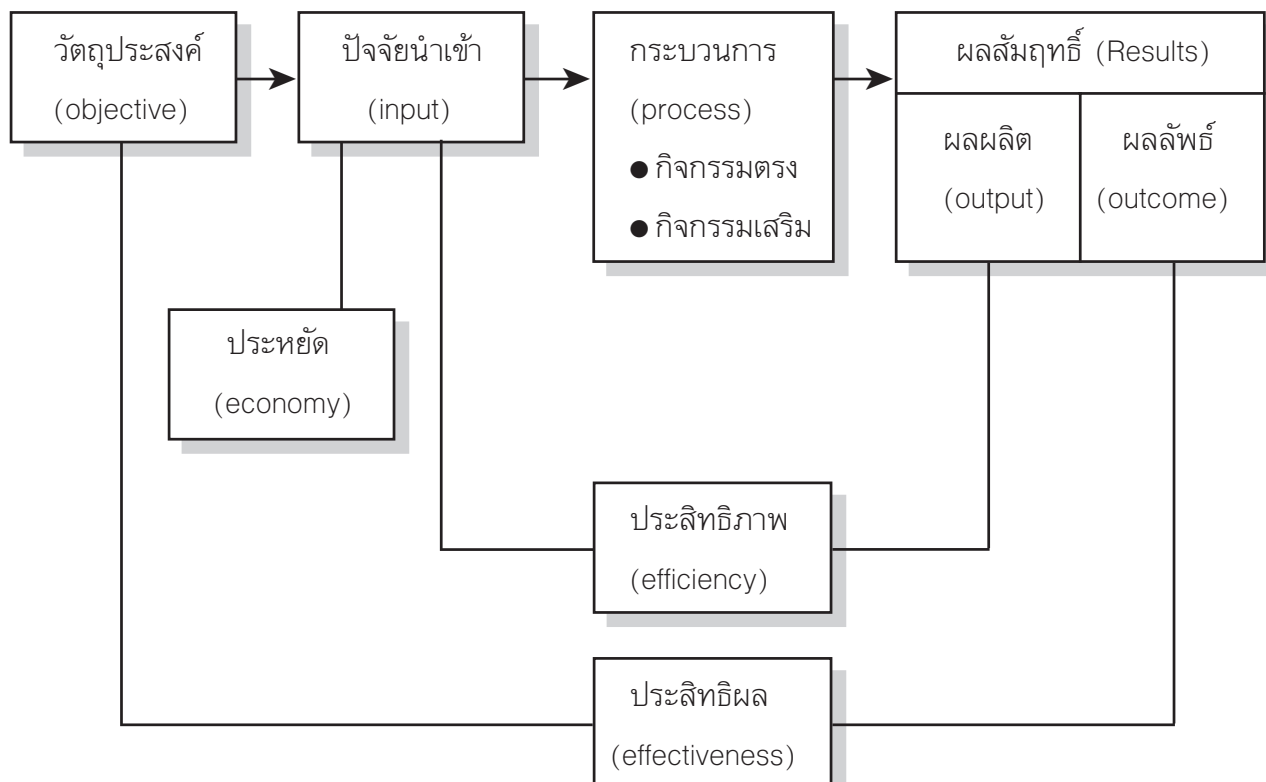 วัตถุประสงค์
(objective)
ปัจจัยนำเข้า
(input)
กระบวนการ
(process)
● กิจกรรมตรง
● กิจกรรมเสริม
ผลสัมฤทธิ์ (Results)
ผลผลิต
(output)
ผลลัพธ์
(outcome)
ประหยัด
(economy)
ประสิทธิภาพ
(efficiency)
ประสิทธิผล
(effectiveness)